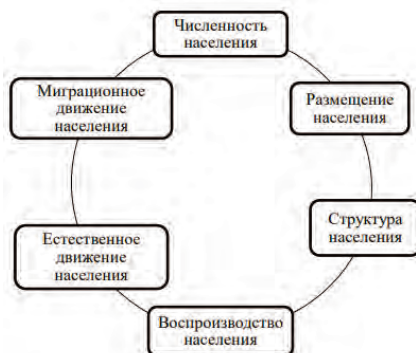 Численность
населения
Размещение
населения
Структура
населения
Воспроизводство
населения
Естественное
движение
населения
Миграционное
движение
населения